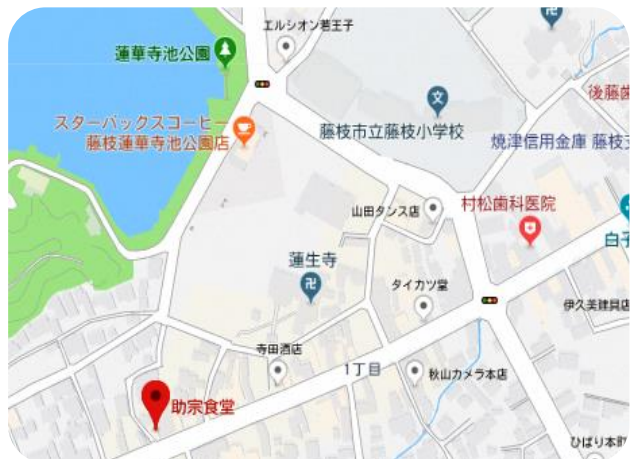 エルシオン若王子
蓮華寺池公園
後藤歯
スターバックスコーヒー
藤枝蓮華寺池公園店
文
藤枝市立藤枝小学校
焼津信用金庫 藤枝支
山田タンス店
村松歯科医院
白子
蓮生寺
卍
タイカツ堂
伊久美建具店
寺田酒店
1丁目
秋山カメラ本店
助宗食堂
ひばり本町